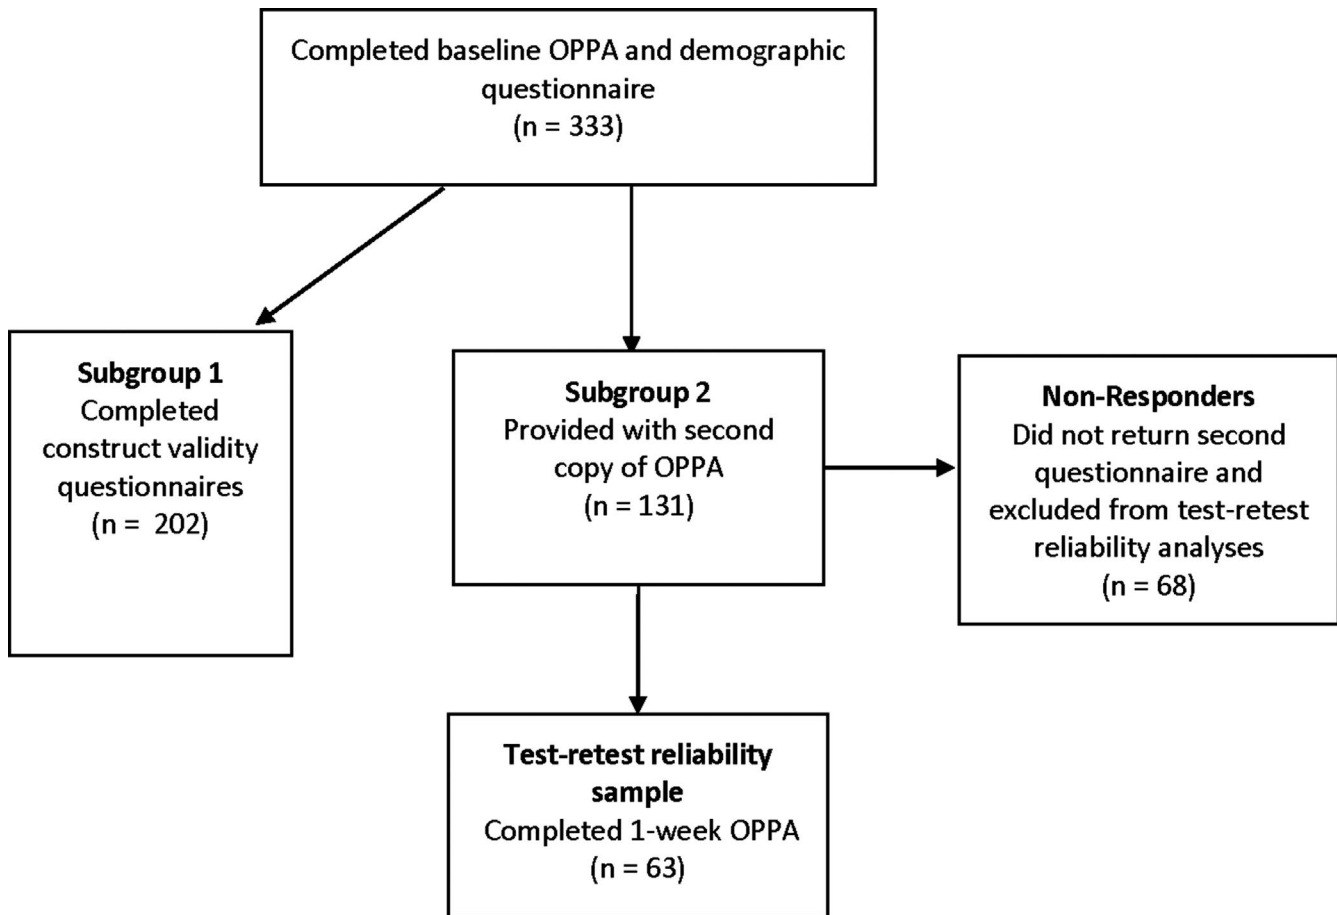 Completed baseline OPPA and demographic
questionnaire
(n = 333)
Subgroup 1
Completed
construct validity
questionnaires
(n =  202)
Subgroup 2
Provided with second
copy of OPPA
(n = 131)
Non-Responders
Did not return second
questionnaire and
excluded from test-retest
reliability analyses
(n = 68)
Test-retest reliability
sample
Completed 1-week OPPA
(n = 63)